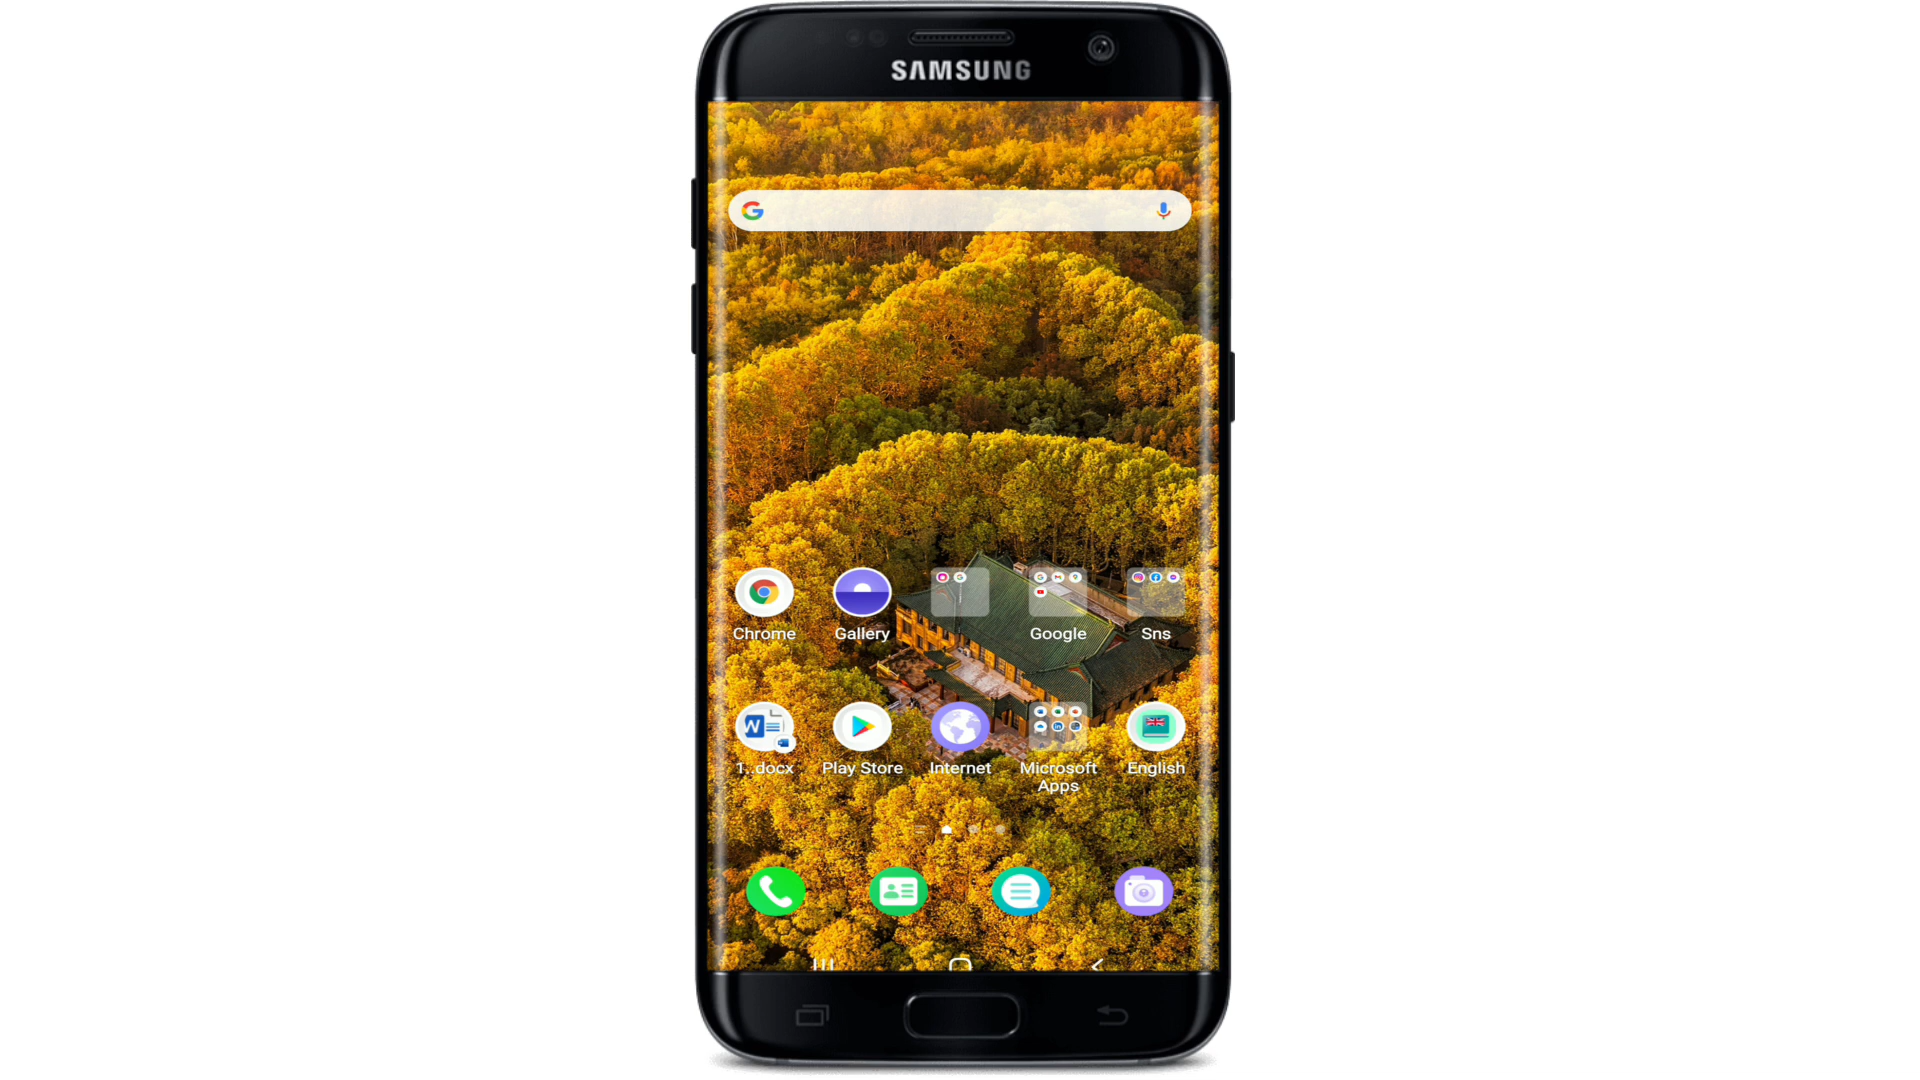 SAMSUNG
Chrome
Gallery
Google
Sns
1...docx
Play Store
Internet
Microsoft
Apps
English